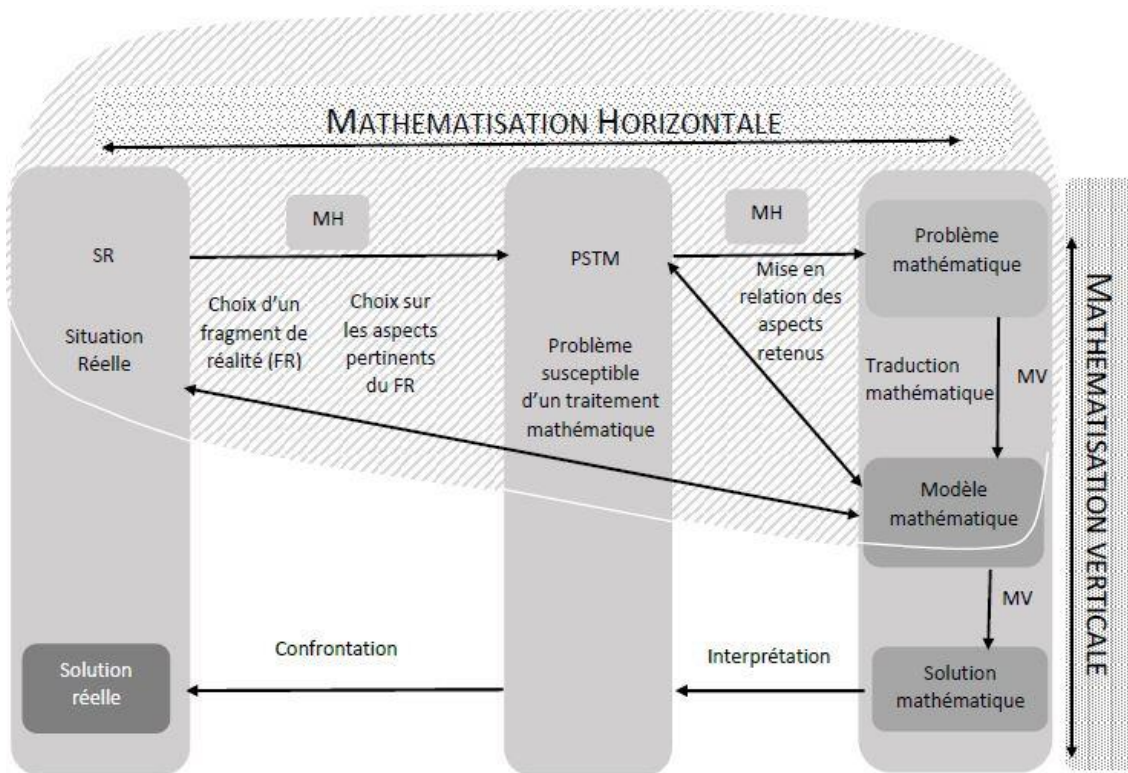 MATHEMATISATION HORIZONTALE
MH
MH
SR
Situation
Réelle
Choix d'un
fragment de
réalité (FR)
Choix sur
les aspects
pertinents
du FR
PSTM
Problème
susceptible
d'un traitement
mathématique
Mise en
relation des
aspects
retenus
Problème
mathématique
Traduction
mathématique
MV
Modèle
mathématique
MV
MATHEMATISATION VERTICALE
Solution
réelle
Confrontation
Interprétation
Solution
mathématique